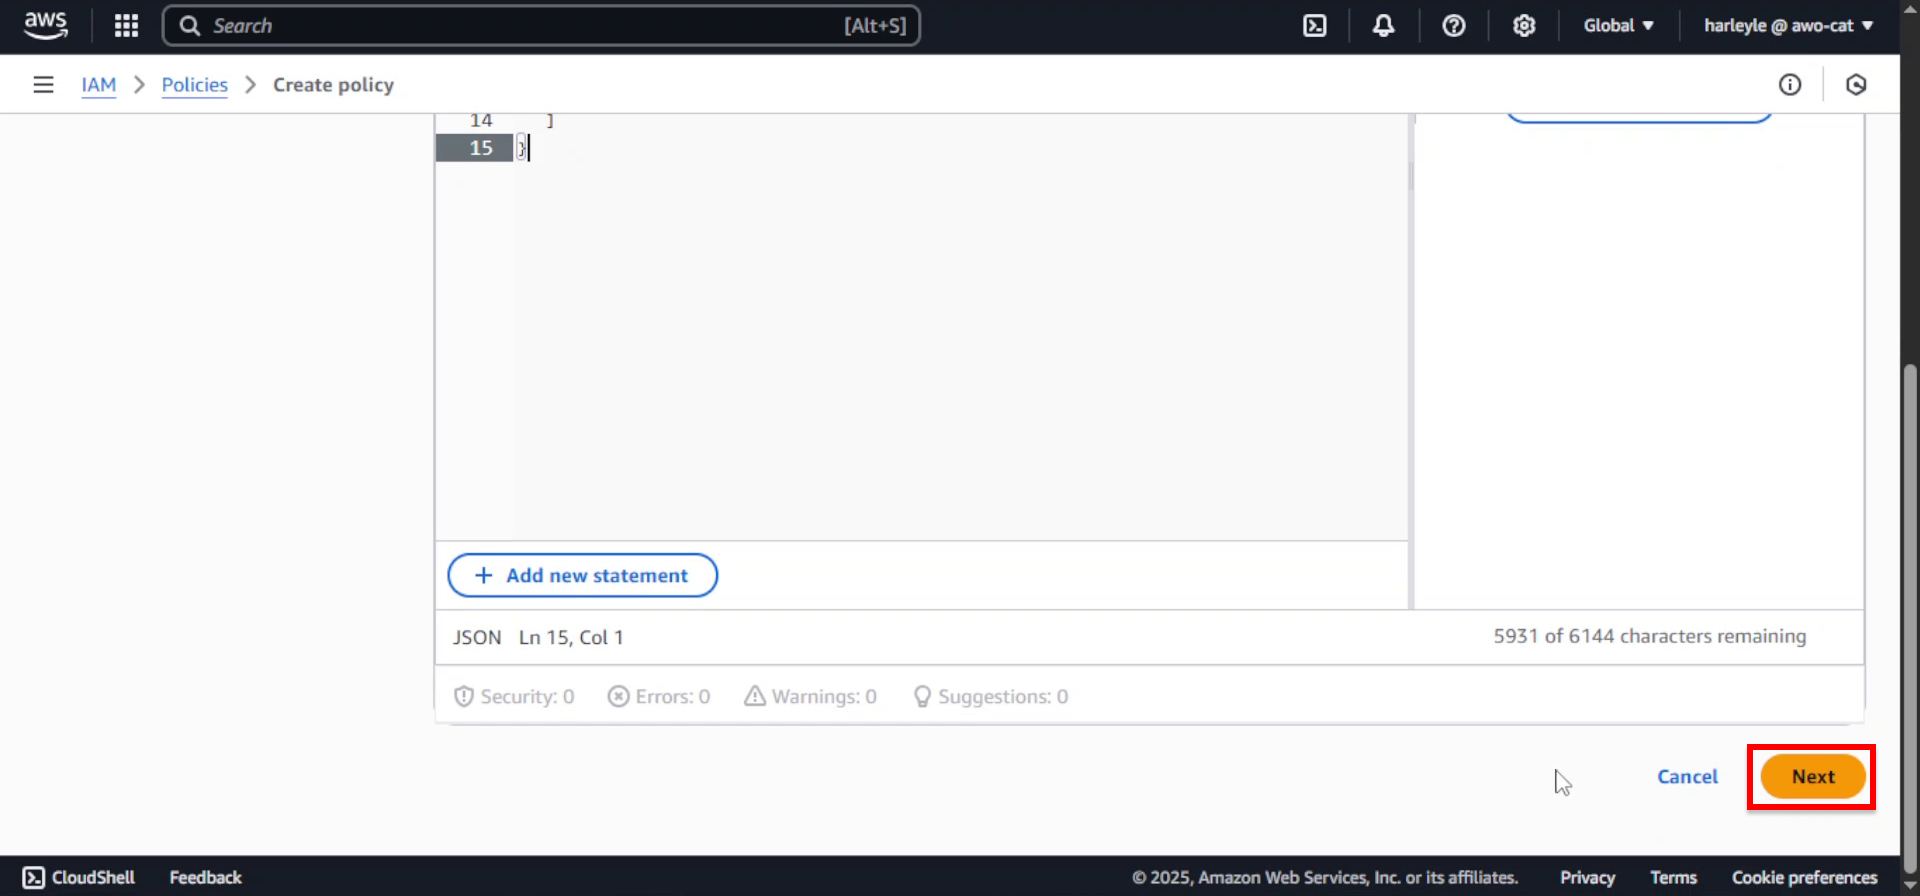 aws
Search [Alt+S]
Global harleyle @ awo-cat
IAM Policies Create policy
14 ]
15 }
+ Add new statement
JSON Ln 15, Col 1
5931 of 6144 characters remaining
Security: 0 Errors: 0 Warnings: 0 Suggestions: 0
Cancel Next
CloudShell Feedback © 2025, Amazon Web Services, Inc. or its affiliates. Privacy Terms Cookie preferences